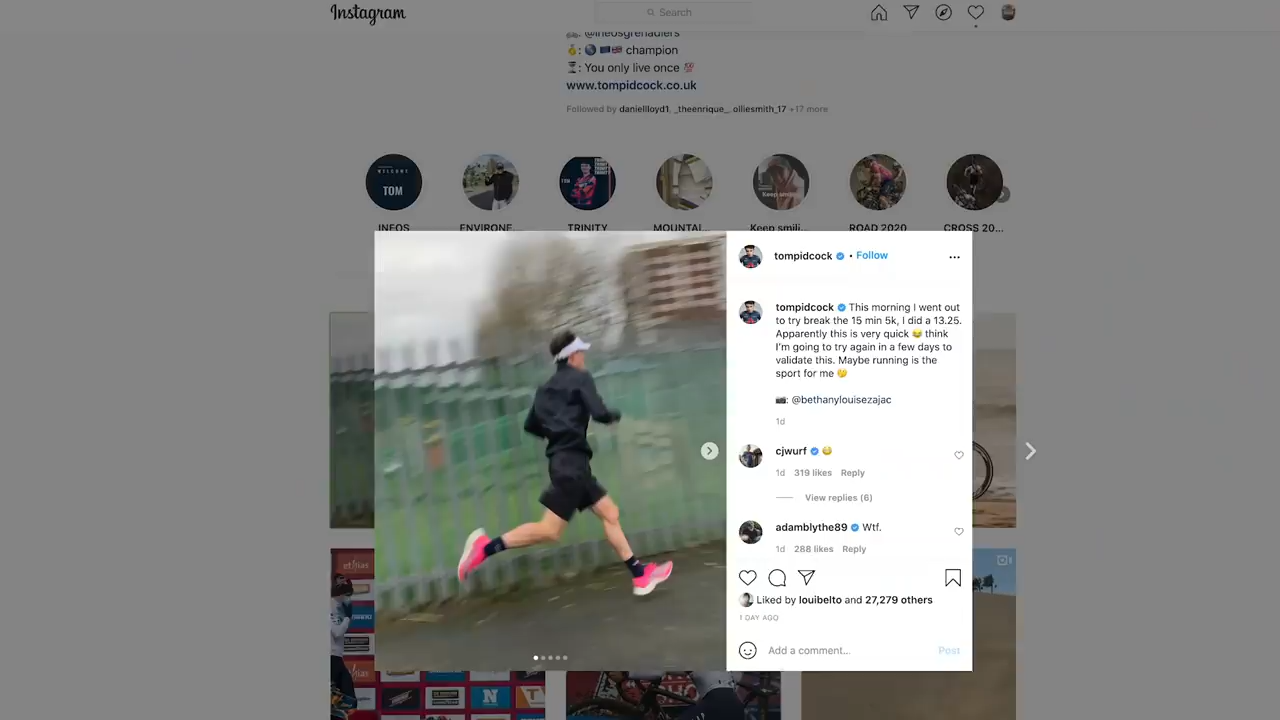 Instagram
Search
: @ineosgrenadiers
: champion
: You only live once 💯
www.tompidcock.co.uk
Followed by daniellloyd1, _theenrique_, olliesmith_17 +17 more
WELCOME
TOM
INEOS
ENVIRONE...
TRINITY
MOUNTAI...
Keep smili...
ROAD 2020
CROSS 20...
tompidcock • Follow
tompidcock This morning I went out
to try break the 15 min 5k, I did a 13.25.
Apparently this is very quick 😂 think
I'm going to try again in a few days to
validate this. Maybe running is the
sport for me 🤔
📷: @bethanylouisezajac
1d
cjwurf 😂
1d 319 likes Reply
View replies (6)
adamblythe89 Wtf.
1d 288 likes Reply
Liked by louibelto and 27,279 others
1 DAY AGO
Add a comment... Post